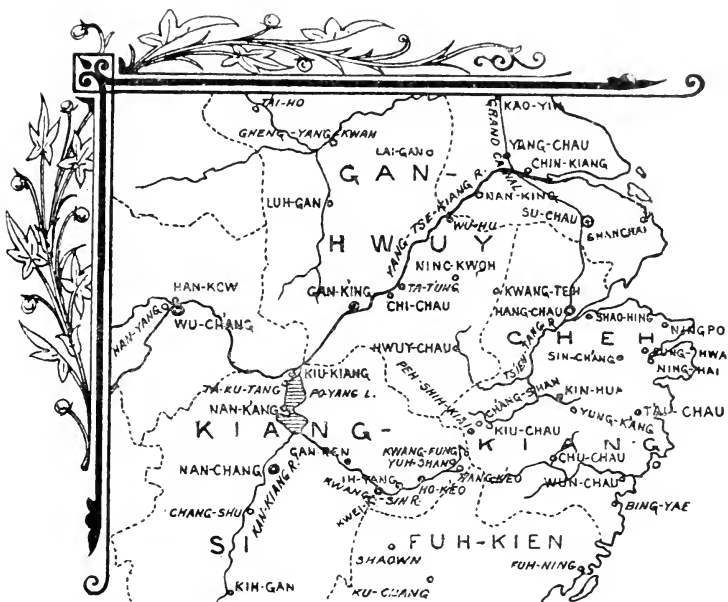 TAI-HO
KAO-YIU
GRAND CANAL
CHENG-YANG-KWAN
YANG-CHAU
LAI-GAN
CHIN-KIANG
GAN-
NAN-KING
LUH-GAN
SU-CHAU
YANG-TSE-KIANG R.
WU-HU
SHANGHAI
HWUY
NING-KWOH
HAN-KOW
TA-TUNG
KWANG-TEH
GAN-KING
CHI-CHAU
HANG-CHAU
SHAO-HING
HAN-YANG
WU-CHANG
NINGPO
TSIEN-TANG R.
CHEH
FUNG-HWA
HWUY-CHAU
SIN-CHANG
NING-HAI
KIU-KIANG
TA-KU-TANG
PO-YANG L.
PEH-SHIH-KIAI
KIN-HUA
NAN-KANG
CHANG-SHAN
YUNG-KANG
TAI-CHAU
KIANG-
KIU-CHAU
KIANG
GAN-REN
KWANG-FUNG
YUH-SHAN
CHU-CHAU
NAN-CHANG
YANG-KEO
IH-YANG
HO-KEO
WUN-CHAU
KWANG-SIN R.
KAN-KIANG R.
KWEI-K
CHANG-SHU
BING-YAE
SI
FUH-KIEN
SHAOWN
FUH-NING
KIH-GAN
KU-CHANG